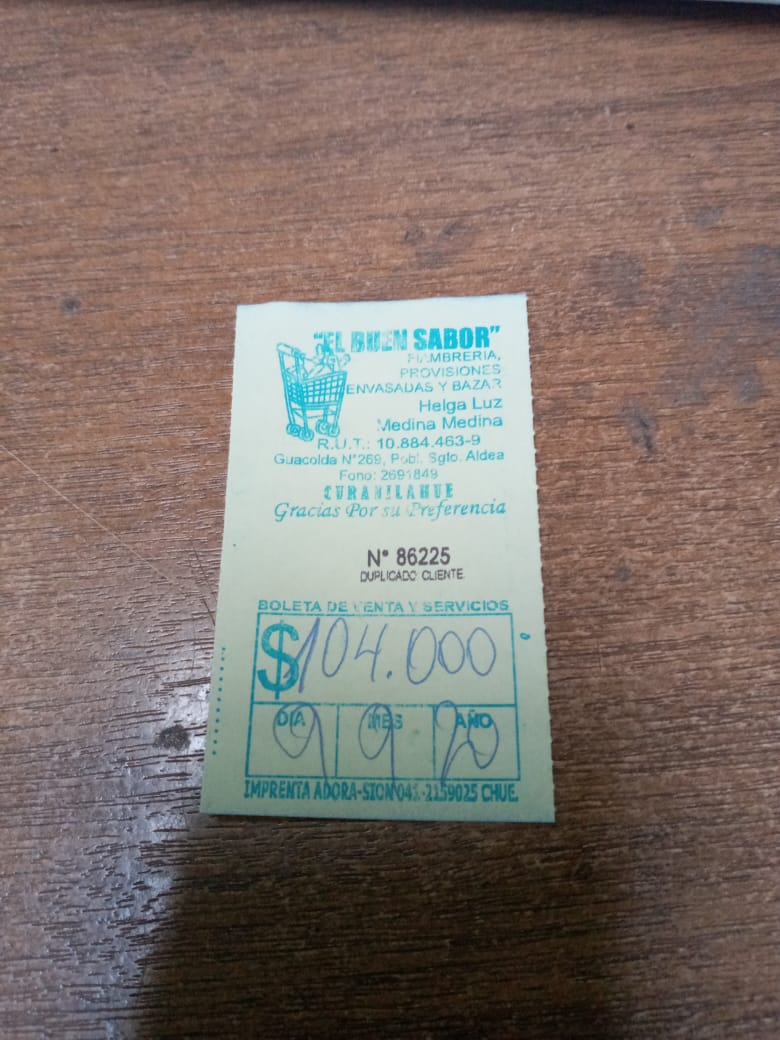 "EL BUEN SABOR"
FIAMBRERIA,
PROVISIONES
ENVASADAS Y BAZAR
Helga Luz
Medina Medina
R.U.T.: 10.884.463-9
Guacolda N°269, Pobl. Sgto. Aldea
Fono: 2691849
CURANILAHUE
Gracias Por su Preferencia
N° 86225
DUPLICADO CLIENTE
BOLETA DE VENTA Y SERVICIOS
$104.000
DIA MES AÑO
9 9 20
IMPRENTA ADORA-SION 041-2159025 CHUE.